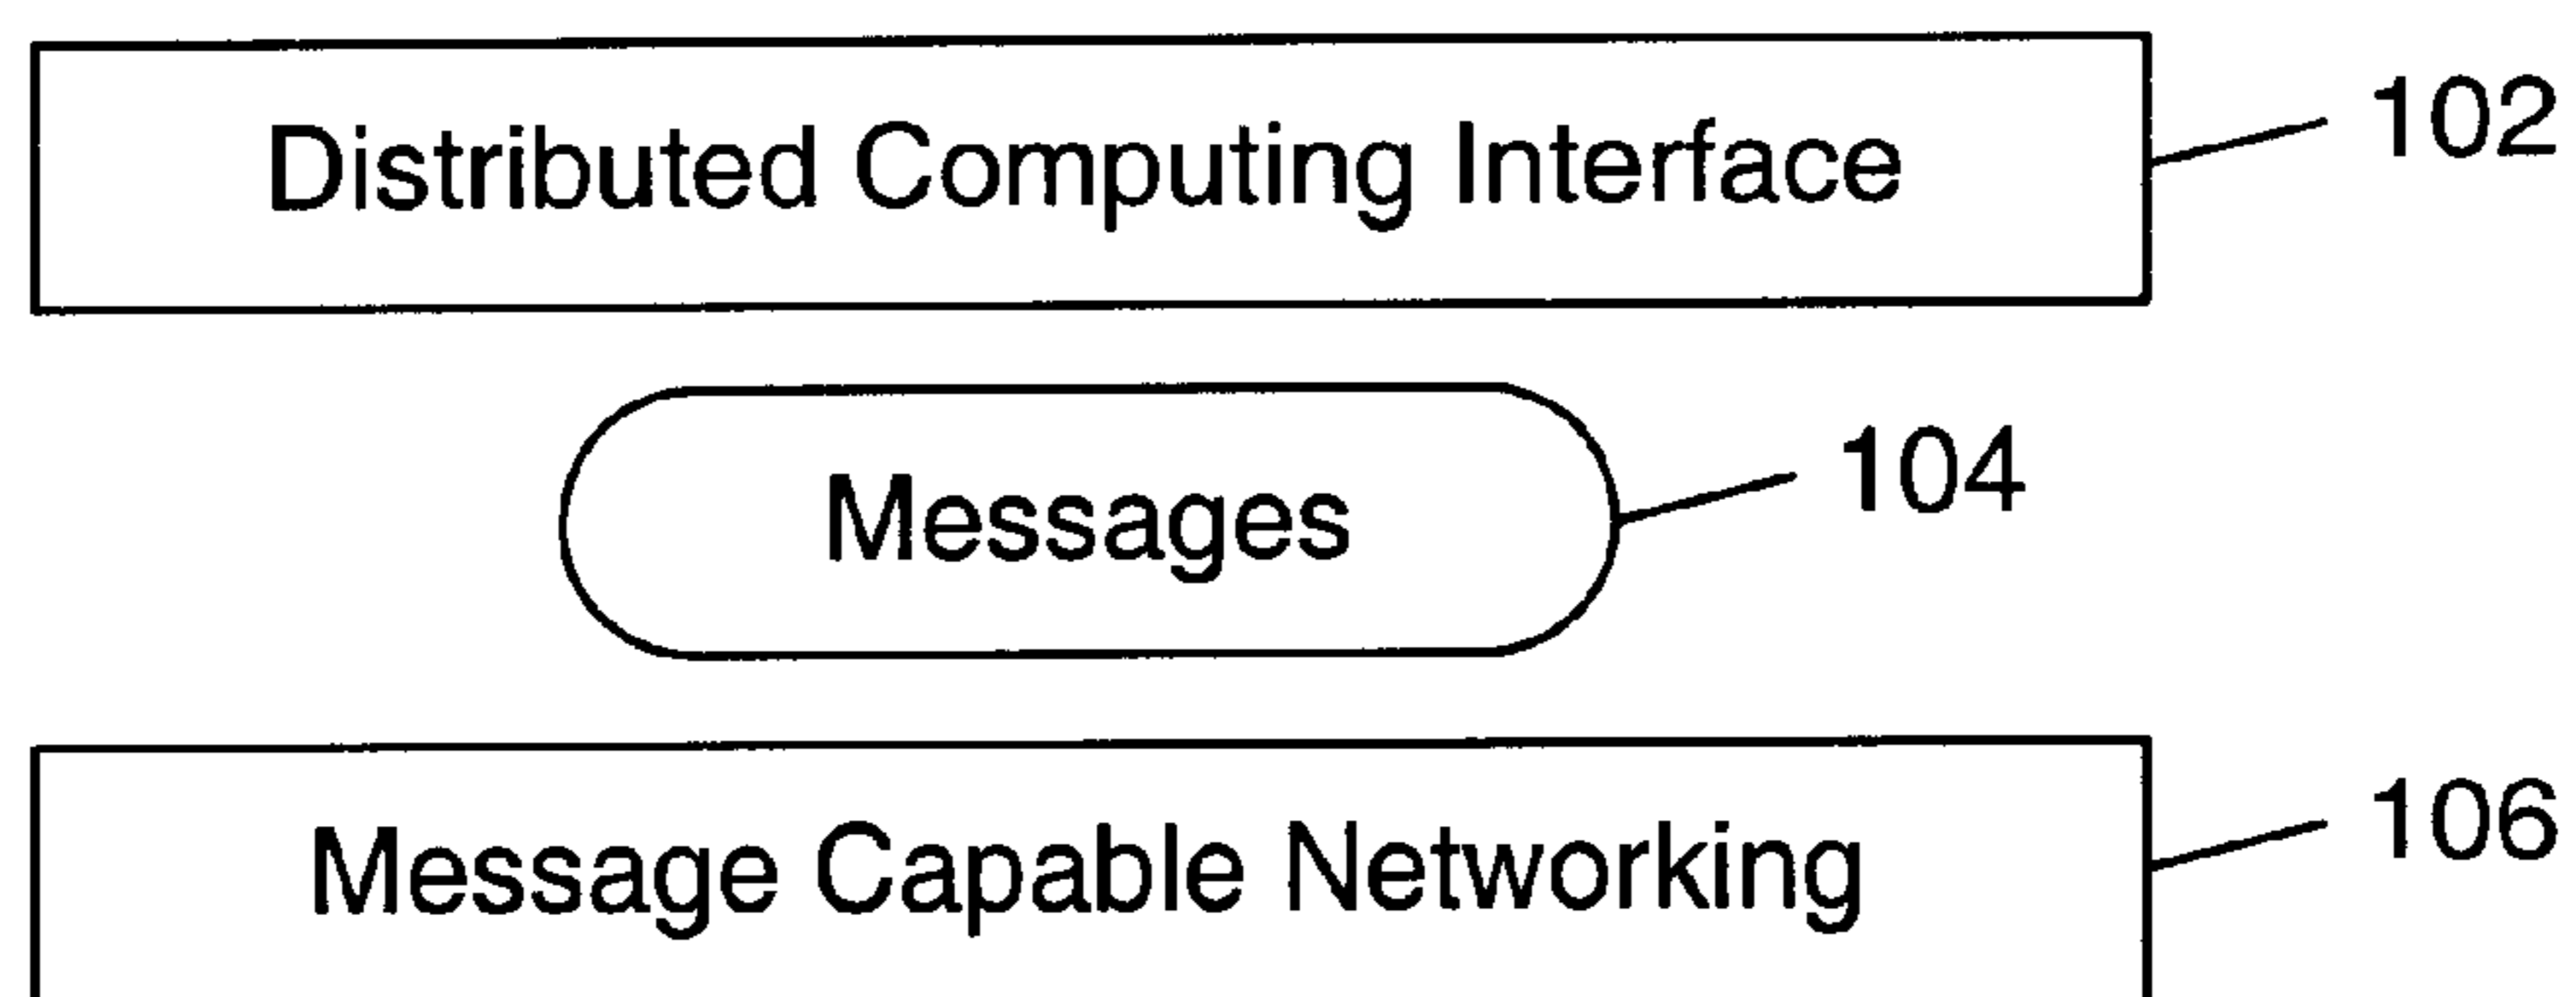 Distributed Computing Interface 102
Messages 104
Message Capable Networking 106